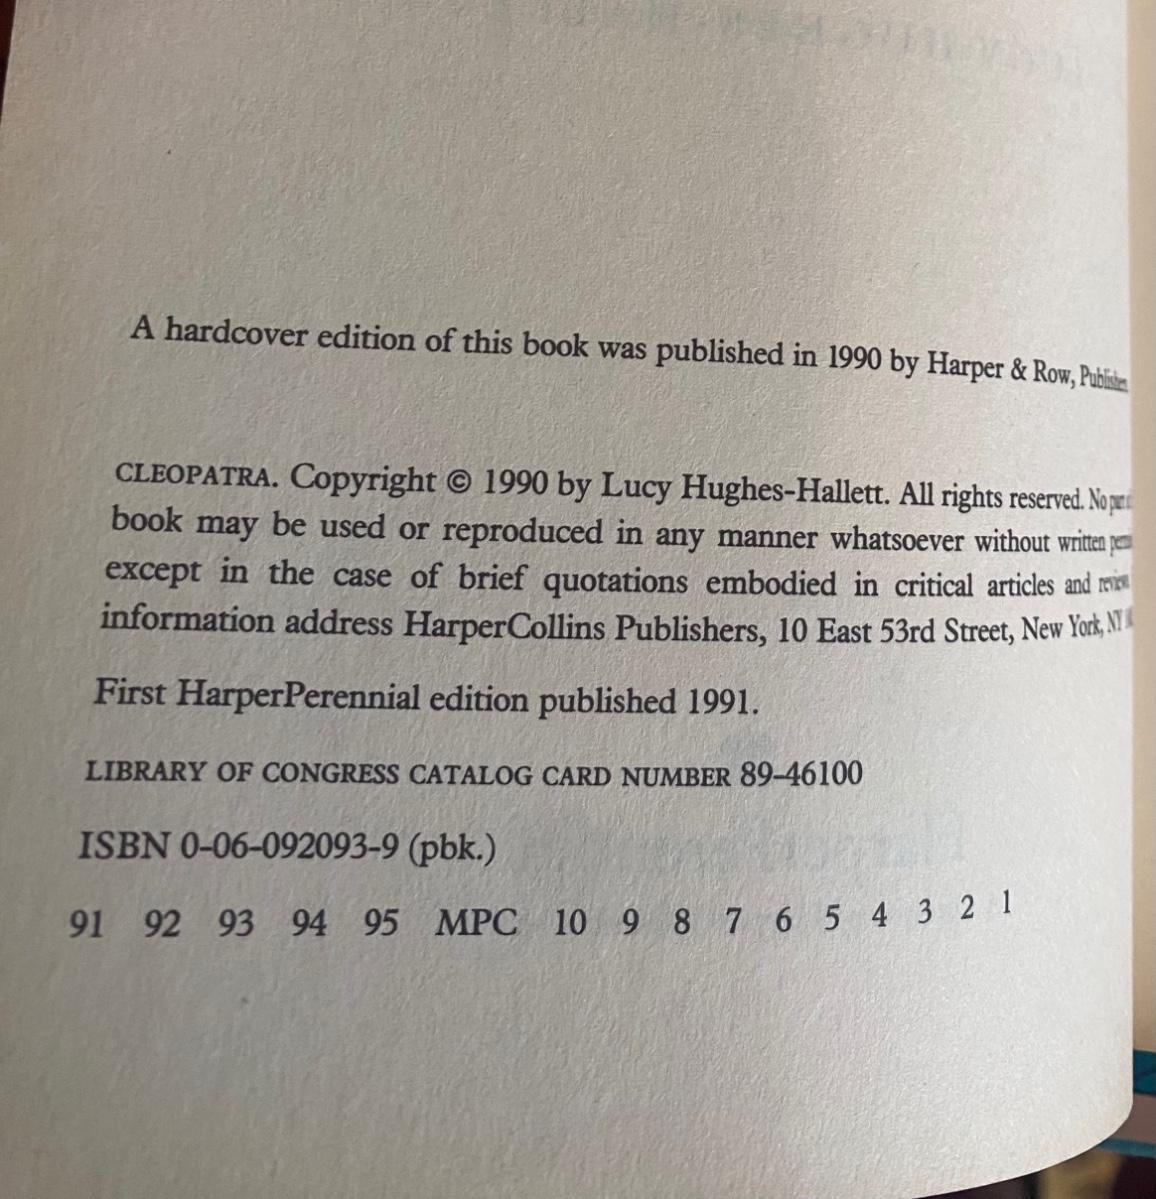 A hardcover edition of this book was published in 1990 by Harper & Row, Publishers
CLEOPATRA. Copyright © 1990 by Lucy Hughes-Hallett. All rights reserved. No part
book may be used or reproduced in any manner whatsoever without written
except in the case of brief quotations embodied in critical articles and
information address HarperCollins Publishers, 10 East 53rd Street, New York, NY
First HarperPerennial edition published 1991.
LIBRARY OF CONGRESS CATALOG CARD NUMBER 89-46100
ISBN 0-06-092093-9 (pbk.)
91 92 93 94 95 MPC 10 9 8 7 6 5 4 3 2 1